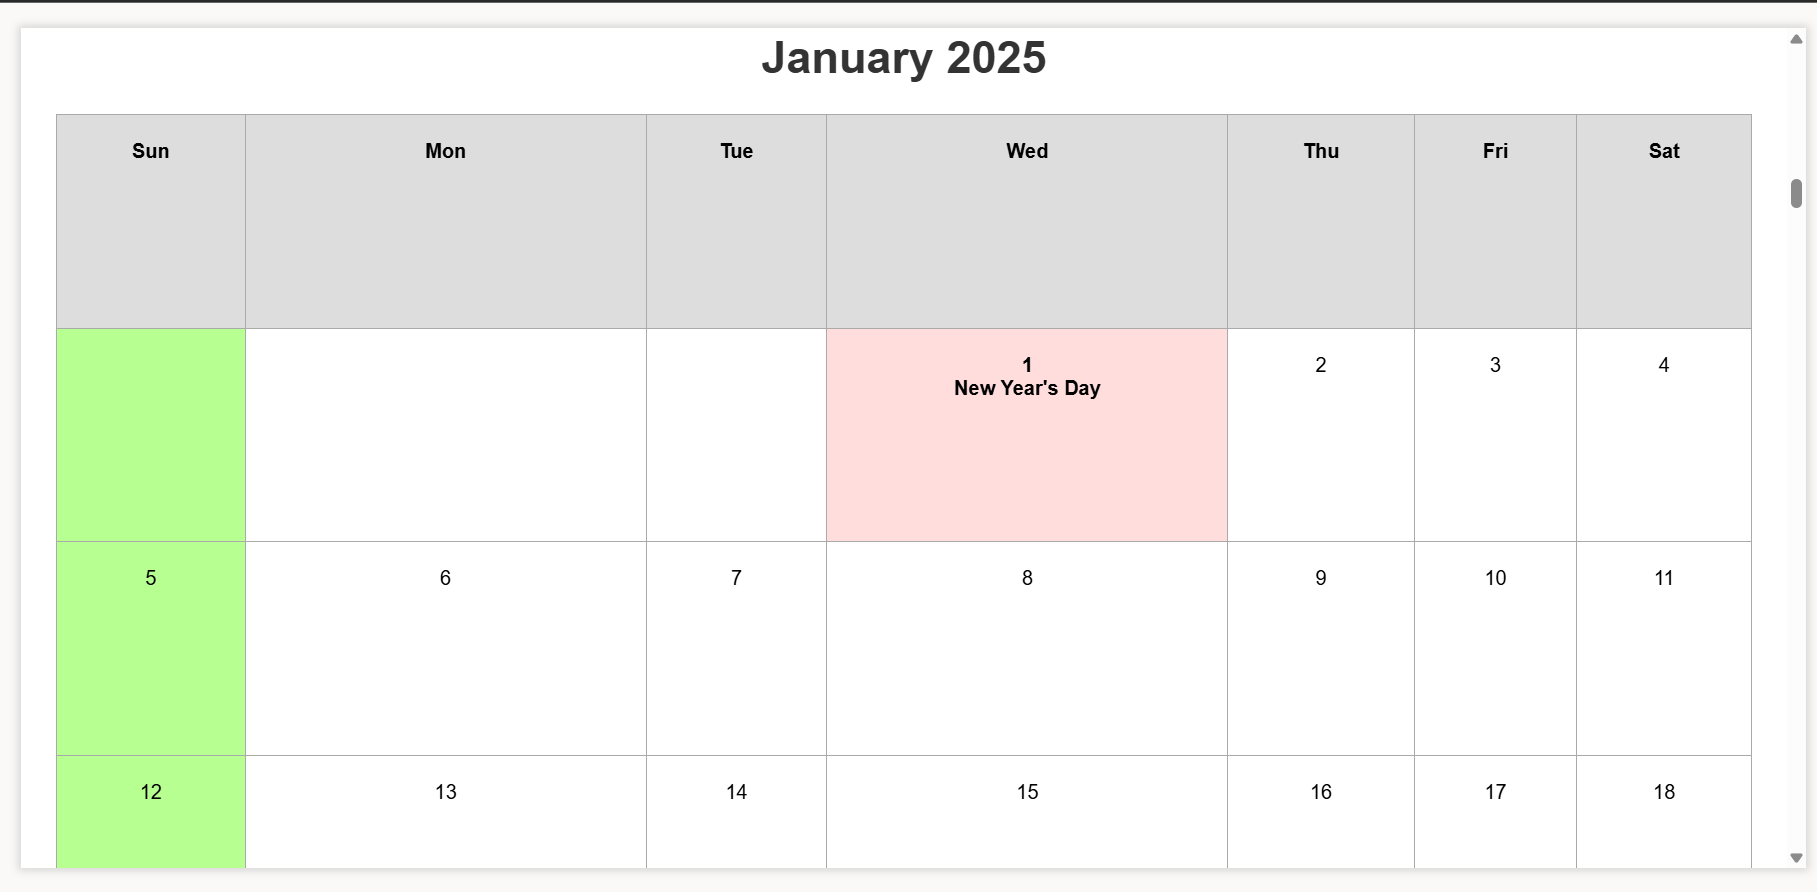 January 2025
Sun Mon Tue Wed Thu Fri Sat
1 2 3 4
New Year's Day
5 6 7 8 9 10 11
12 13 14 15 16 17 18